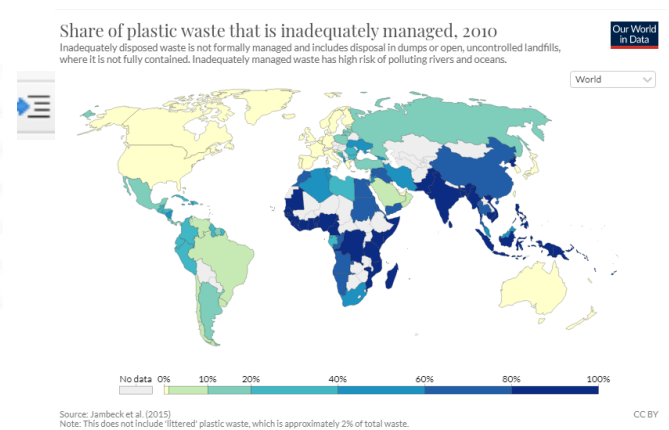 Share of plastic waste that is inadequately managed, 2010
Inadequately disposed waste is not formally managed and includes disposal in dumps or open, uncontrolled landfills,
where it is not fully contained. Inadequately managed waste has high risk of polluting rivers and oceans.
Our World
in Data
World
No data 0% 10% 20% 40% 60% 80% 100%
Source: Jambeck et al. (2015)
Note: This does not include 'littered' plastic waste, which is approximately 2% of total waste.
CC BY